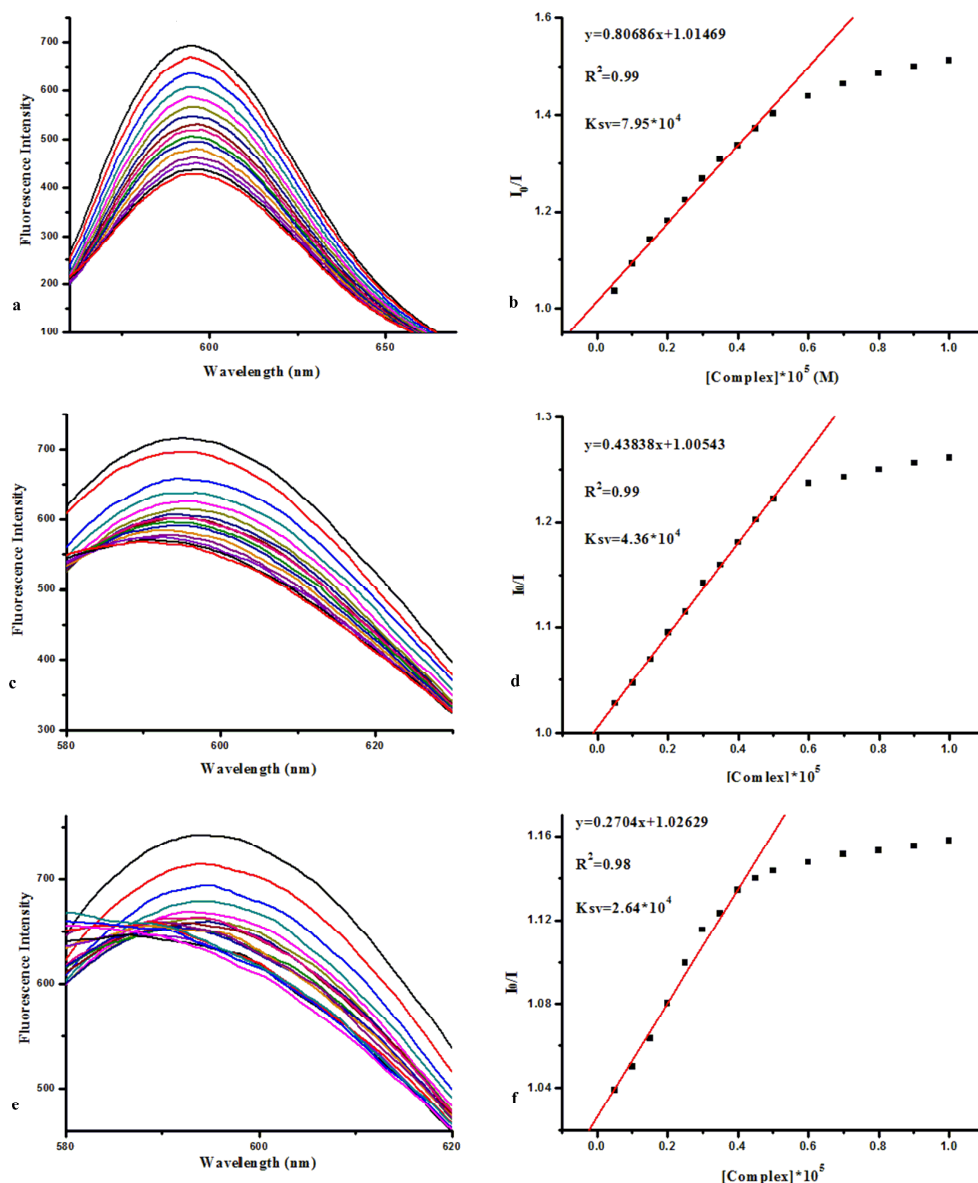 700
600
500
400
300
200
100
600
650
Fluorescence Intensity
Wavelength (nm)
a
1.6
1.4
1.2
1.0
y=0.80686x+1.01469
R²=0.99
Ksv=7.95*10⁴
I₀/I
0.0 0.2 0.4 0.6 0.8 1.0
[Complex]*10⁵ (M)
b
700
600
500
400
300
580 600 620
Fluorescence Intensity
Wavelength (nm)
c
1.3
1.2
1.1
1.0
y=0.43838x+1.00543
R²=0.99
Ksv=4.36*10⁴
I₀/I
0.0 0.2 0.4 0.6 0.8 1.0
[Comlex]*10⁵
d
700
600
500
580 600 620
Fluorescence Intensity
Wavelength (nm)
e
1.16
1.12
1.08
1.04
y=0.2704x+1.02629
R²=0.98
Ksv=2.64*10⁴
I₀/I
0.0 0.2 0.4 0.6 0.8 1.0
[Complex]*10⁵
f